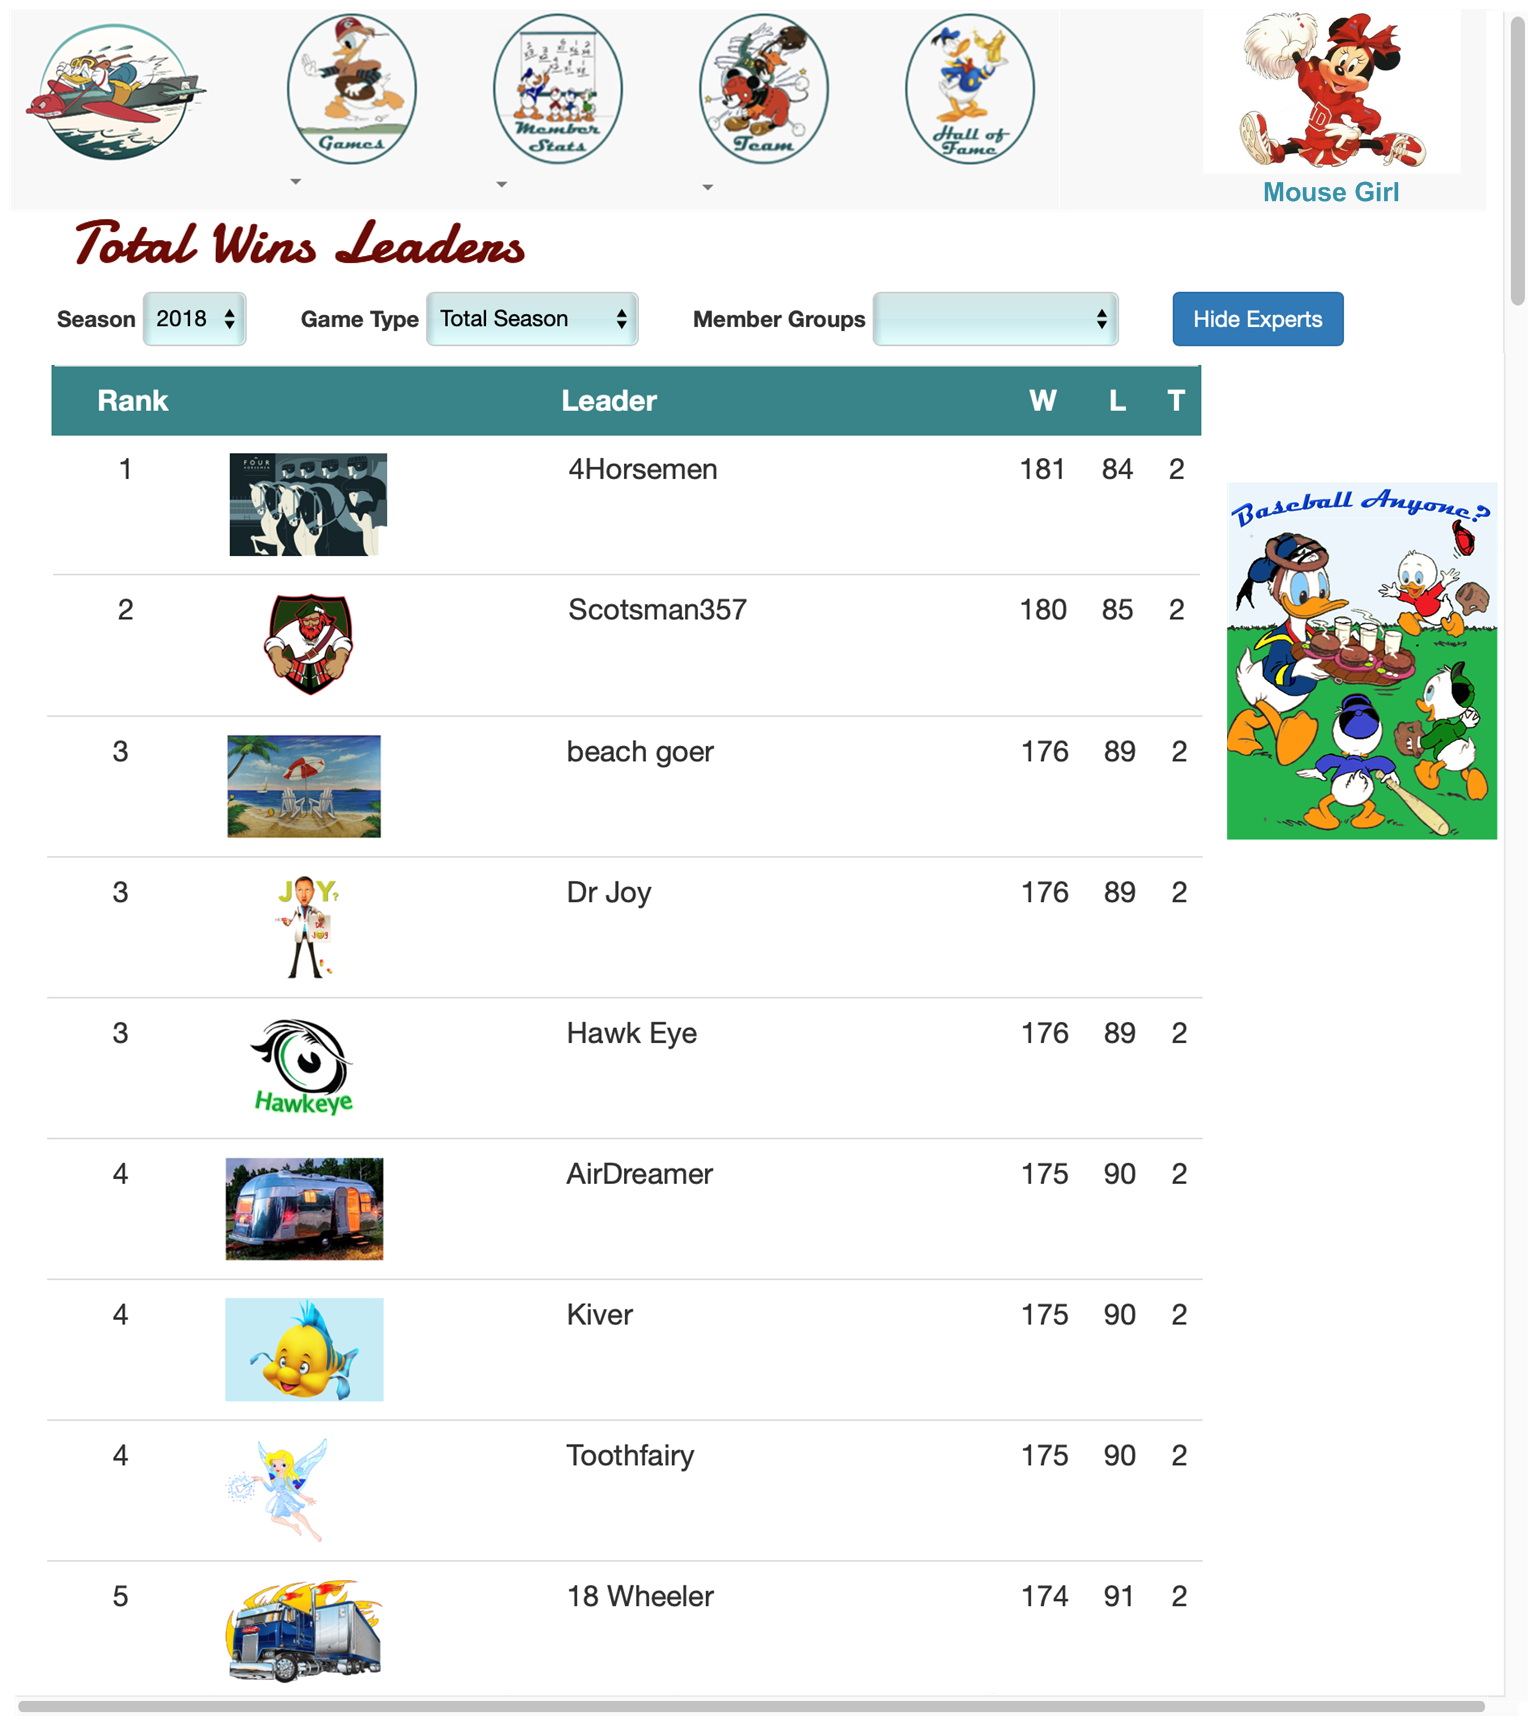 Games
Member
Stats
Team
Hall of
Fame
D
Mouse Girl
Total Wins Leaders
Season 2018 Game Type Total Season Member Groups Hide Experts
Rank Leader W L T
FOUR
HORSEMEN
1 4Horsemen 181 84 2
Baseball Anyone?
2 Scotsman357 180 85 2
3 beach goer 176 89 2
3 Dr Joy 176 89 2
JOY?
DR.
JOY
3 Hawk Eye 176 89 2
Hawkeye
4 AirDreamer 175 90 2
4 Kiver 175 90 2
4 Toothfairy 175 90 2
5 18 Wheeler 174 91 2